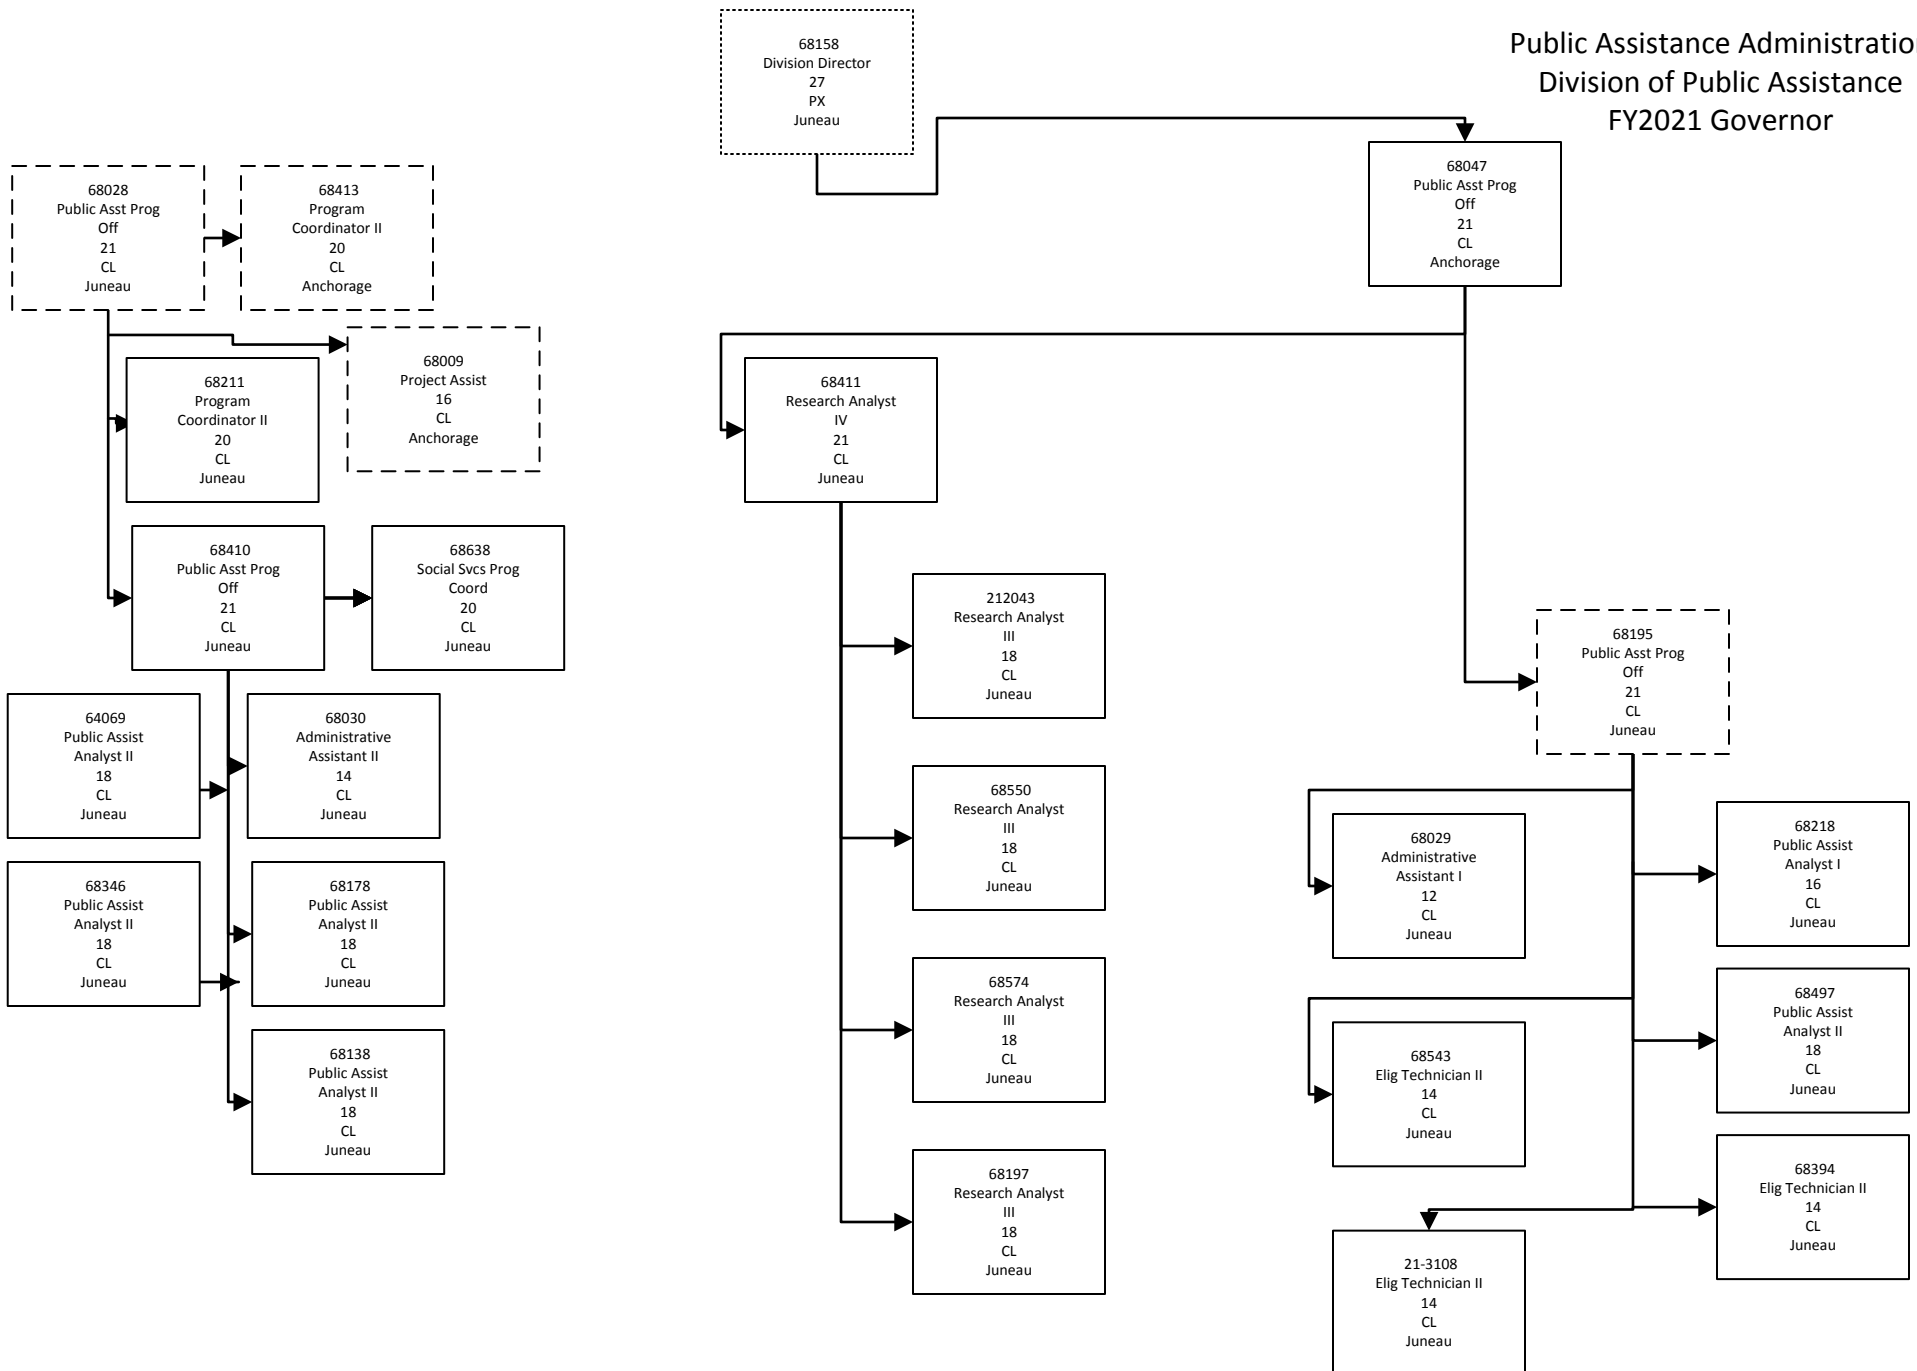 Public Assistance Administratio
Division of Public Assistance
FY2021 Governor
68158
Division Director
27
PX
Juneau
68047
Public Asst Prog
Off
21
CL
Anchorage
68028
Public Asst Prog
Off
21
CL
Juneau
68413
Program
Coordinator II
20
CL
Anchorage
68009
Project Assist
16
CL
Anchorage
68211
Program
Coordinator II
20
CL
Juneau
68410
Public Asst Prog
Off
21
CL
Juneau
68638
Social Svcs Prog
Coord
20
CL
Juneau
64069
Public Assist
Analyst II
18
CL
Juneau
68030
Administrative
Assistant II
14
CL
Juneau
68346
Public Assist
Analyst II
18
CL
Juneau
68178
Public Assist
Analyst II
18
CL
Juneau
68138
Public Assist
Analyst II
18
CL
Juneau
68411
Research Analyst
IV
21
CL
Juneau
212043
Research Analyst
III
18
CL
Juneau
68550
Research Analyst
III
18
CL
Juneau
68574
Research Analyst
III
18
CL
Juneau
68197
Research Analyst
III
18
CL
Juneau
68195
Public Asst Prog
Off
21
CL
Juneau
68029
Administrative
Assistant I
12
CL
Juneau
68218
Public Assist
Analyst I
16
CL
Juneau
68543
Elig Technician II
14
CL
Juneau
68497
Public Assist
Analyst II
18
CL
Juneau
68394
Elig Technician II
14
CL
Juneau
21-3108
Elig Technician II
14
CL
Juneau